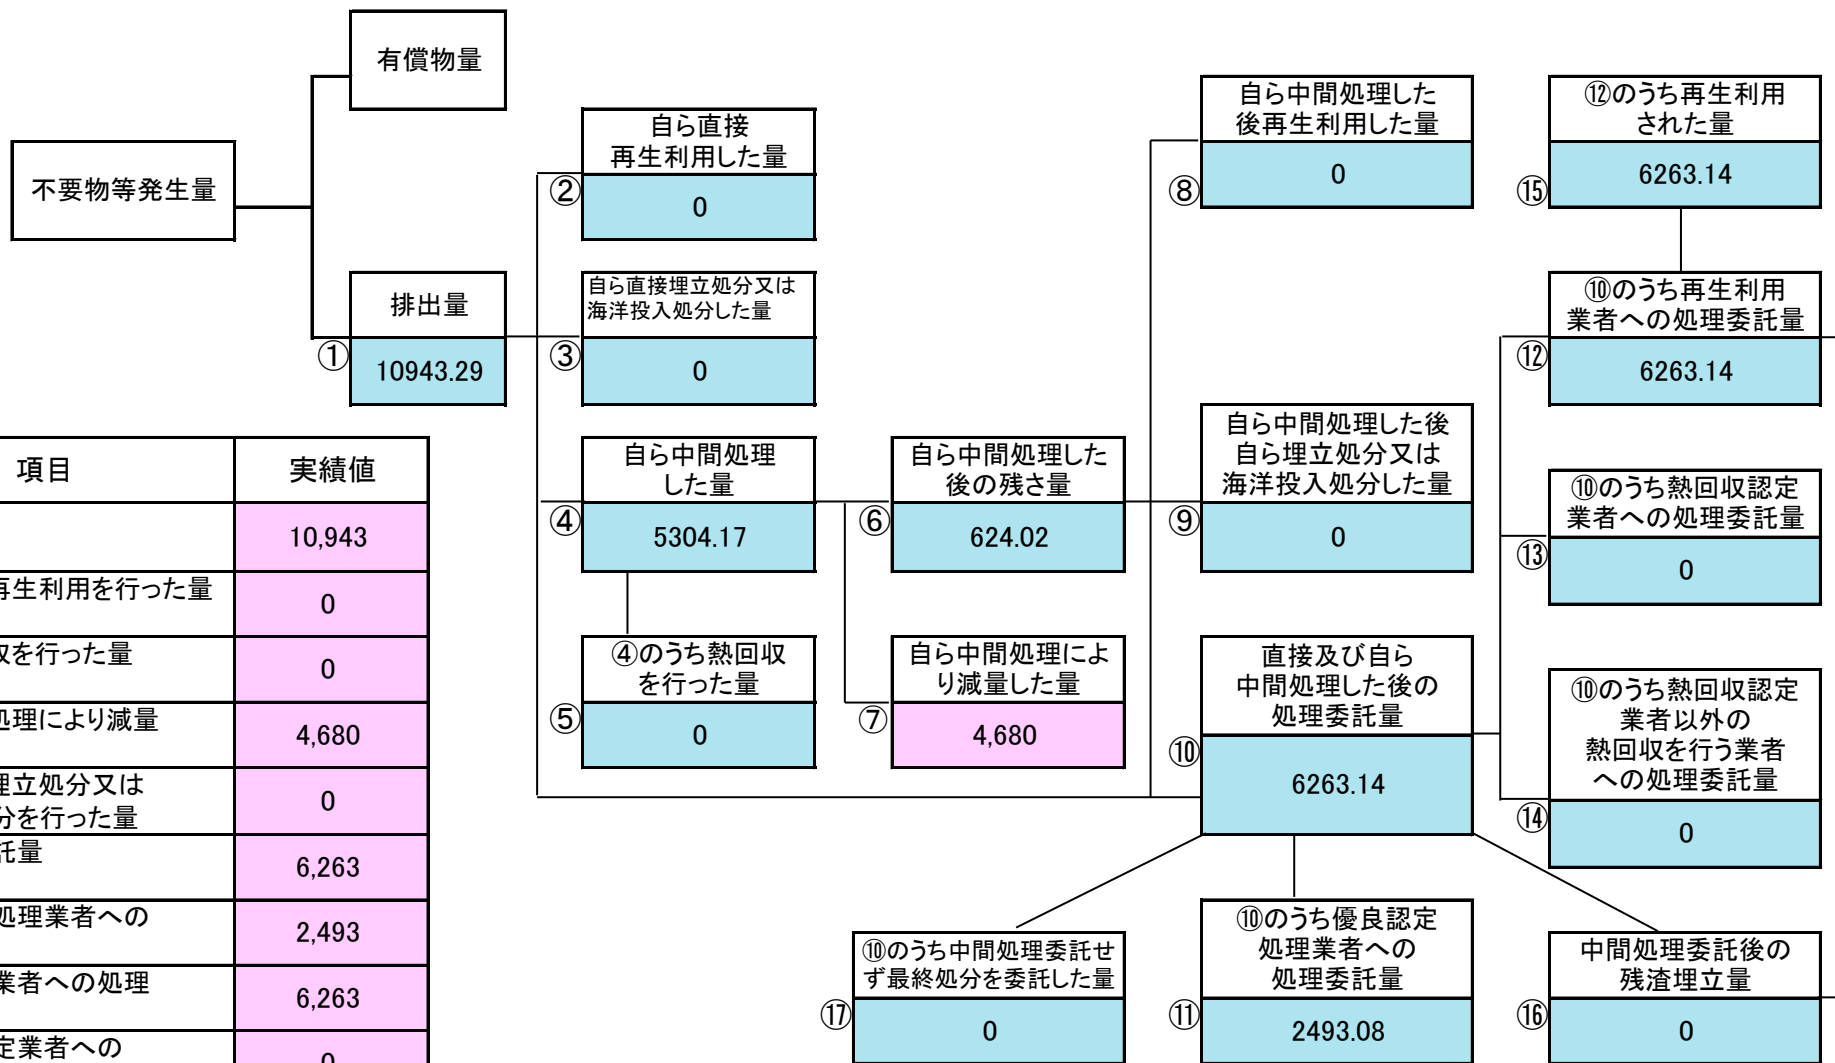 有償物量
不要物等発生量
排出量
①
10943.29
自ら直接
再生利用した量
②
0
自ら直接埋立処分又は
海洋投入処分した量
③
0
自ら中間処理
した量
④
5304.17
④のうち熱回収
を行った量
⑤
0
自ら中間処理した
後の残さ量
⑥
624.02
自ら中間処理によ
り減量した量
⑦
4,680
自ら中間処理した
後再生利用した量
⑧
0
自ら中間処理した後
自ら埋立処分又は
海洋投入処分した量
⑨
0
直接及び自ら
中間処理した後の
処理委託量
⑩
6263.14
⑫のうち再生利用
された量
⑮
6263.14
⑩のうち再生利用
業者への処理委託量
⑫
6263.14
⑩のうち熱回収認定
業者への処理委託量
⑬
0
⑩のうち熱回収認定
業者以外の
熱回収を行う業者
への処理委託量
⑭
0
⑩のうち中間処理委託せ
ず最終処分を委託した量
⑰
0
⑩のうち優良認定
処理業者への
処理委託量
⑪
2493.08
中間処理委託後の
残渣埋立量
⑯
0
項目
実績値
10,943
再生利用を行った量
0
収を行った量
0
処理により減量
4,680
埋立処分又は
分を行った量
0
託量
6,263
処理業者への
2,493
業者への処理
6,263
定業者への
0